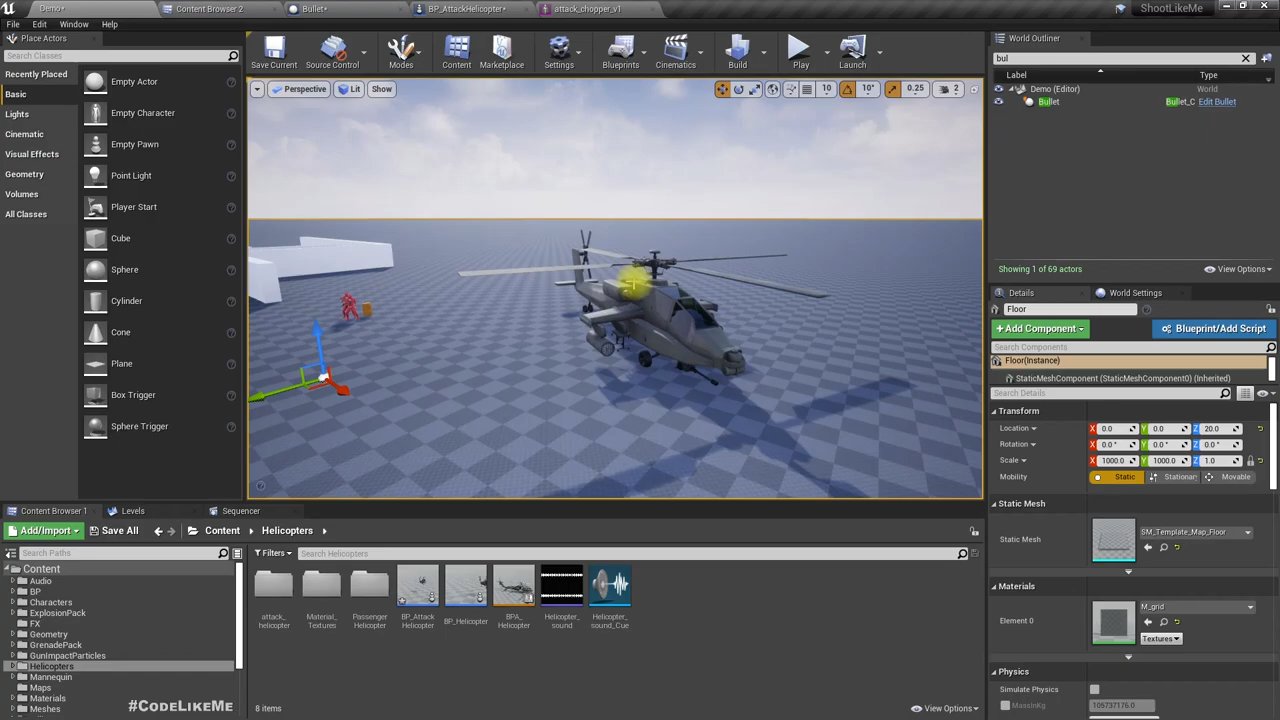 Demo*
Content Browser 2
Bullet*
BP_AttackHelicopter*
attack_chopper_v1
ShootLikeMe
File
Edit
Window
Help
Place Actors
Search Classes
Recently Placed
Basic
Lights
Cinematic
Visual Effects
Geometry
Volumes
All Classes
Empty Actor
Empty Character
Empty Pawn
Point Light
Player Start
Cube
Sphere
Cylinder
Cone
Plane
Box Trigger
Sphere Trigger
Save Current
Source Control
Modes
Content
Marketplace
Settings
Blueprints
Cinematics
Build
Play
Launch
Perspective
Lit
Show
10
10°
0.25
2
World Outliner
bul
Label
Type
Demo (Editor)
World
Bullet
Bullet_C
Edit Bullet
Showing 1 of 69 actors
View Options
Details
World Settings
Floor
Add Component
Blueprint/Add Script
Search Components
Floor(Instance)
StaticMeshComponent (StaticMeshComponent0) (Inherited)
Search Details
Transform
Location
X 0.0 Y 0.0 Z 20.0
Rotation
X 0.0 ° Y 0.0 ° Z 0.0 °
Scale
X 1000.0 Y 1000.0 Z 1.0
Mobility
Static
Stationar
Movable
Static Mesh
Static Mesh
SM_Template_Map_Floor
Materials
Element 0
M_grid
Textures
Physics
Simulate Physics
MassInKg
105737176.0
Content Browser 1
Levels
Sequencer
Add/Import
Save All
Content
Helicopters
Search Paths
Filters
Search Helicopters
Content
Audio
BP
Characters
ExplosionPack
FX
Geometry
GrenadePack
GunImpactParticles
Helicopters
Mannequin
Maps
Materials
Meshes
attack_
helicopter
Material_
Textures
Passenger
Helicopter
BP_Attack
Helicopter
BP_Helicopter
BPA_
Helicopter
Helicopter_
sound
Helicopter_
sound_Cue
8 items
View Options
#CODELIKEME